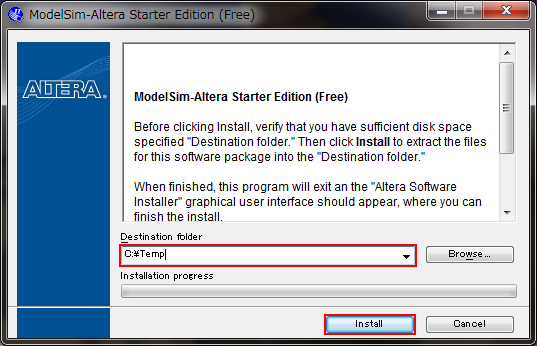 ModelSim-Altera Starter Edition (Free)
ALTERA.
ModelSim-Altera Starter Edition (Free)
Before clicking Install, verify that you have sufficient disk space
specified "Destination folder." Then click Install to extract the files
for this software package into the "Destination folder."
When finished, this program will exit an the "Altera Software
Installer" graphical user interface should appear, where you can
finish the install.
Destination folder
C:¥Temp
Browse...
Installation progress
Install
Cancel